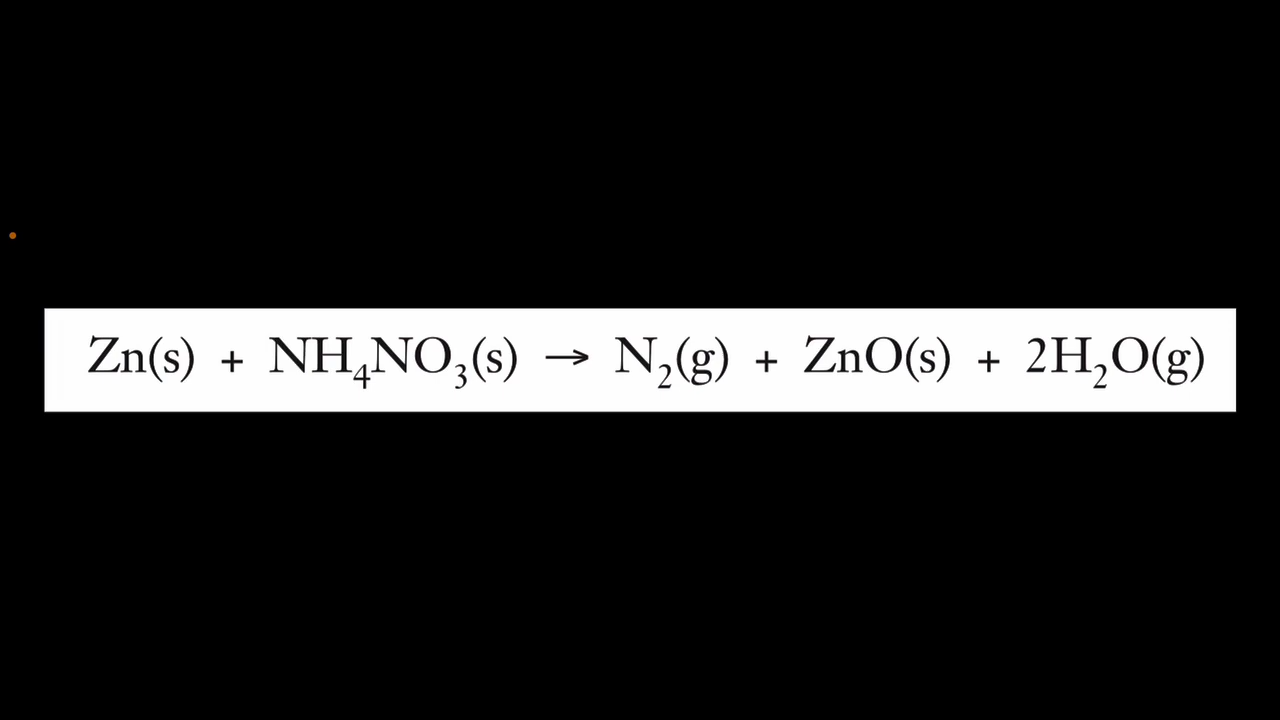 Zn(s) + NH₄NO₃(s) → N₂(g) + ZnO(s) + 2H₂O(g)